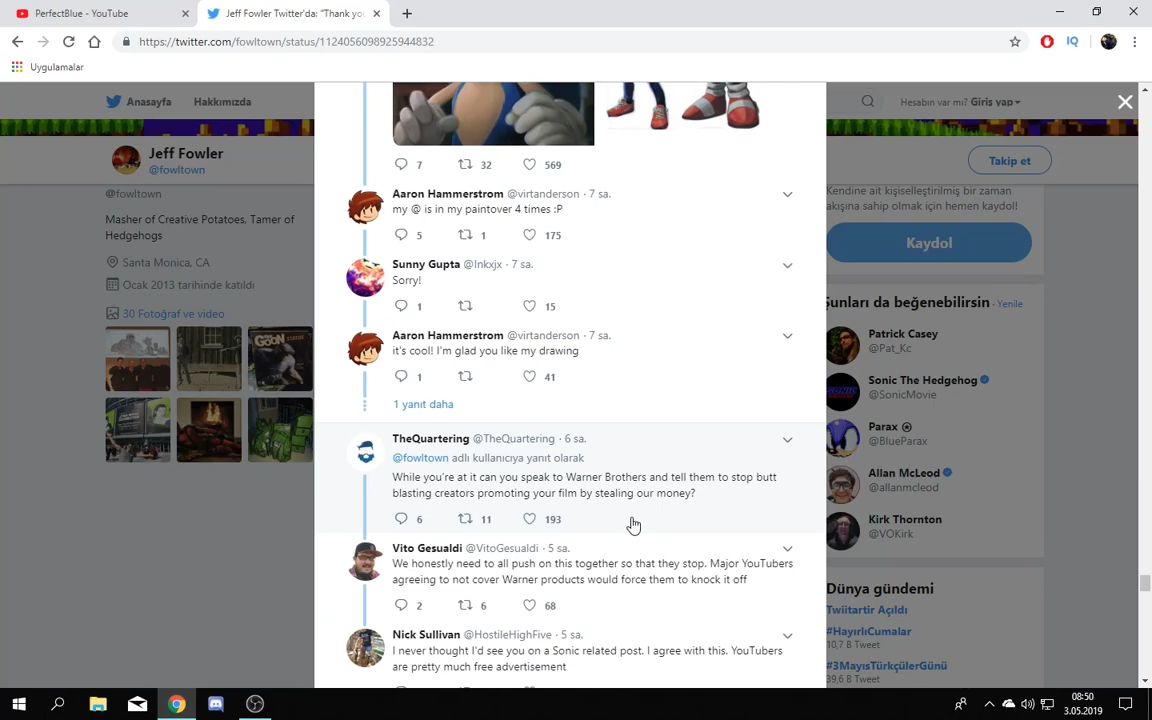 PerfectBlue - YouTube
Jeff Fowler Twitter'da: "Thank you
https://twitter.com/fowltown/status/1124056098925944832
Uygulamalar
Anasayfa
Hakkımızda
Hesabın var mı? Giriş yap
Jeff Fowler
@fowltown
Takip et
@fowltown
Masher of Creative Potatoes, Tamer of
Hedgehogs
Santa Monica, CA
Ocak 2013 tarihinde katıldı
30 Fotoğraf ve video
7 32 569
Aaron Hammerstrom @virtanderson · 7 sa.
my @ is in my paintover 4 times :P
5 1 175
Sunny Gupta @Inkxjx · 7 sa.
Sorry!
1 15
Aaron Hammerstrom @virtanderson · 7 sa.
it's cool! I'm glad you like my drawing
1 41
1 yanıt daha
TheQuartering @TheQuartering · 6 sa.
@fowltown adlı kullanıcıya yanıt olarak
While you're at it can you speak to Warner Brothers and tell them to stop butt
blasting creators promoting your film by stealing our money?
6 11 193
Vito Gesualdi @VitoGesualdi · 5 sa.
We honestly need to all push on this together so that they stop. Major YouTubers
agreeing to not cover Warner products would force them to knock it off
2 6 68
Nick Sullivan @HostileHighFive · 5 sa.
I never thought I'd see you on a Sonic related post. I agree with this. YouTubers
are pretty much free advertisement
Kendine ait kişiselleştirilmiş bir zaman
akışına sahip olmak için hemen kaydol!
Kaydol
Şunları da beğenebilirsin · Yenile
Patrick Casey
@Pat_Kc
Sonic The Hedgehog
@SonicMovie
Parax
@BlueParax
Allan McLeod
@allanmcleod
Kirk Thornton
@VOKirk
Dünya gündemi
Twiitartir Açıldı
#HayırlıCumalar
10,7 B Tweet
#3MayısTürkçülerGünü
39,6 B Tweet
08:50
3.05.2019